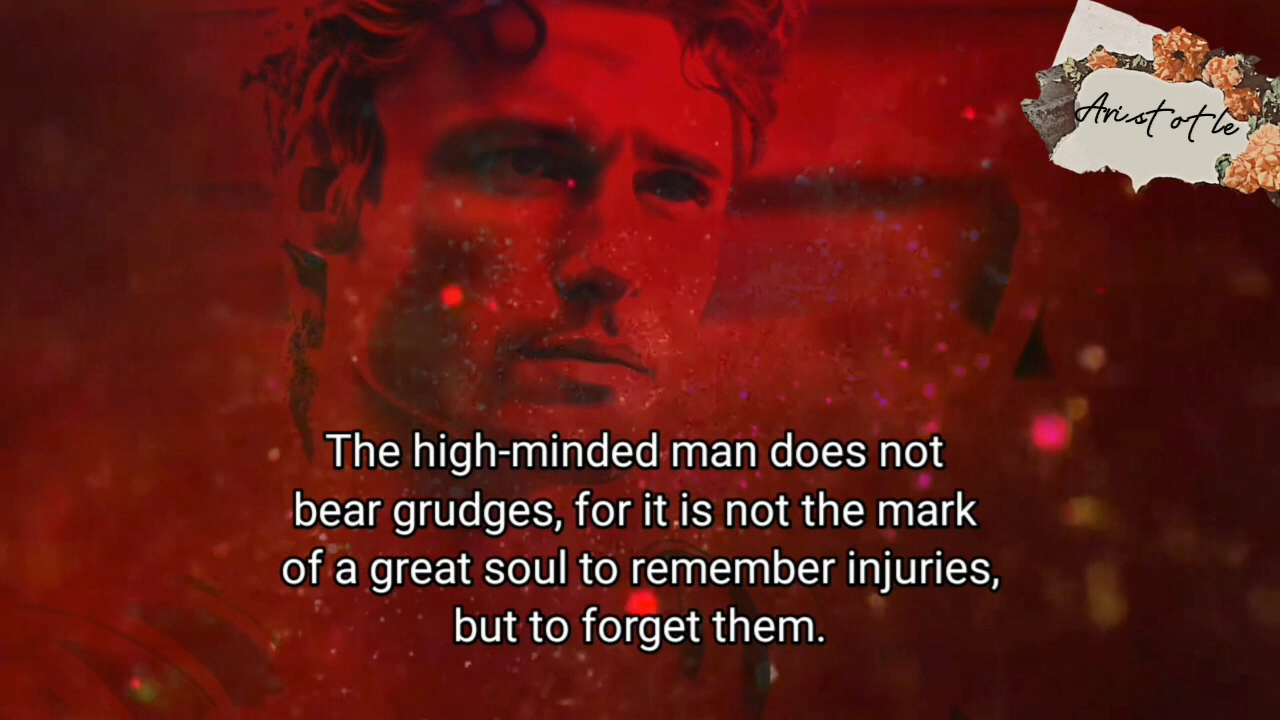 Aristotle
The high-minded man does not
bear grudges, for it is not the mark
of a great soul to remember injuries,
but to forget them.